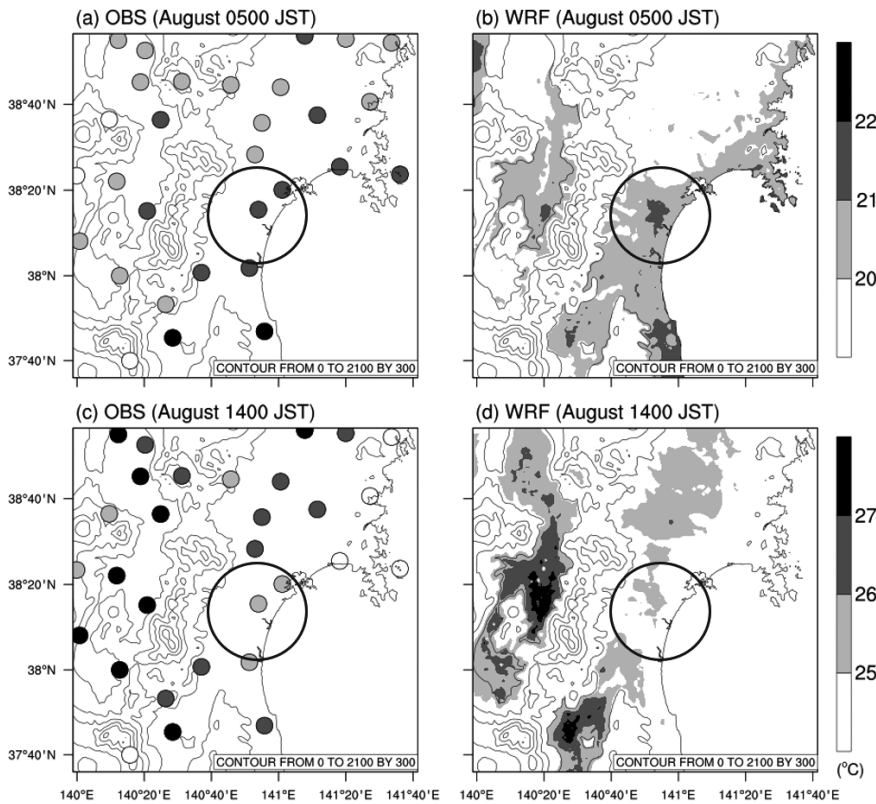 (a) OBS (August 0500 JST)
(b) WRF (August 0500 JST)
38°40'N
38°20'N
38°N
37°40'N
CONTOUR FROM 0 TO 2100 BY 300
CONTOUR FROM 0 TO 2100 BY 300
22
21
20
(c) OBS (August 1400 JST)
(d) WRF (August 1400 JST)
38°40'N
38°20'N
38°N
37°40'N
CONTOUR FROM 0 TO 2100 BY 300
CONTOUR FROM 0 TO 2100 BY 300
27
26
25
(°C)
140°E 140°20'E 140°40'E 141°E 141°20'E 141°40'E
140°E 140°20'E 140°40'E 141°E 141°20'E 141°40'E